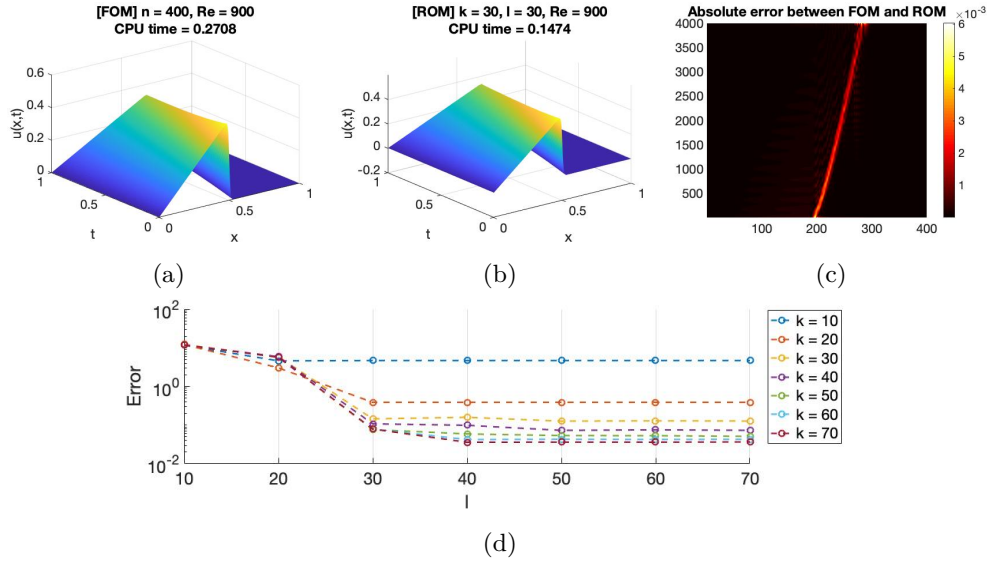 [FOM] n = 400, Re = 900
CPU time = 0.2708
0.6
0.4
0.2
0
u(x,t)
1
0.5
0
t
0
0.5
1
x
(a)
[ROM] k = 30, l = 30, Re = 900
CPU time = 0.1474
0.4
0.2
0
-0.2
u(x,t)
1
0.5
0
t
0
0.5
1
x
(b)
Absolute error between FOM and ROM
4000
3500
3000
2500
2000
1500
1000
500
100
200
300
400
×10⁻³
6
5
4
3
2
1
(c)
10²
10⁰
10⁻²
Error
10
20
30
40
50
60
70
l
k = 10
k = 20
k = 30
k = 40
k = 50
k = 60
k = 70
(d)